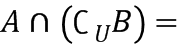 A ∩ (∁_U B) =